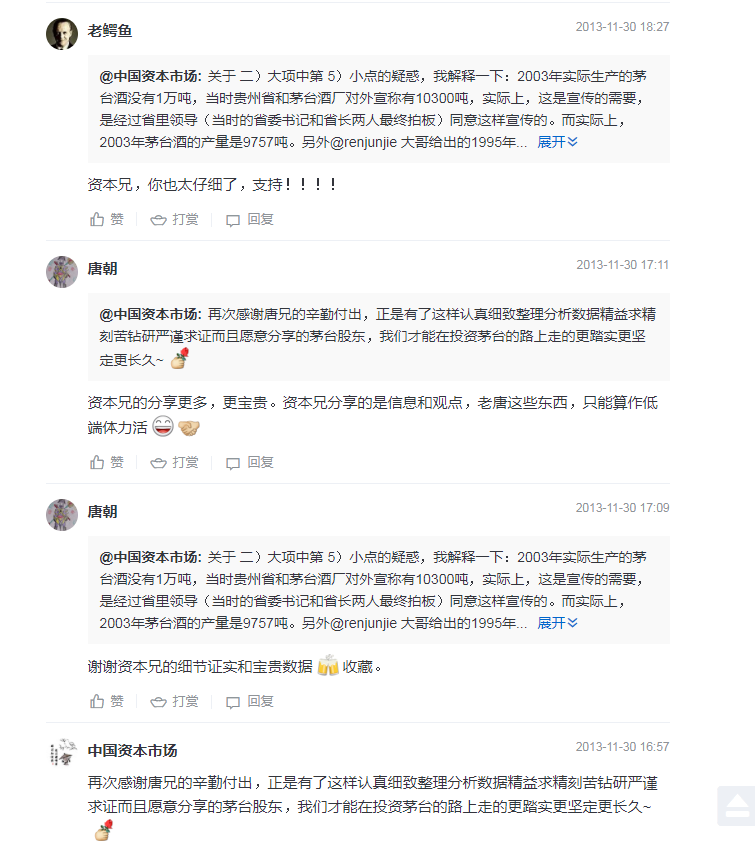 老鳄鱼
2013-11-30 18:27
@中国资本市场: 关于 二）大项中第 5）小点的疑惑，我解释一下：2003年实际生产的茅
台酒没有1万吨，当时贵州省和茅台酒厂对外宣称有10300吨，实际上，这是宣传的需要，
是经过省里领导（当时的省委书记和省长两人最终拍板）同意这样宣传的。而实际上，
2003年茅台酒的产量是9757吨。另外@renjunjie 大哥给出的1995年... 展开
资本兄，你也太仔细了，支持！！！！
赞 打赏 回复
唐朝
2013-11-30 17:11
@中国资本市场: 再次感谢唐兄的辛勤付出，正是有了这样认真细致整理分析数据精益求精
刻苦钻研严谨求证而且愿意分享的茅台股东，我们才能在投资茅台的路上走的更踏实更坚
定更长久~
资本兄的分享更多，更宝贵。资本兄分享的是信息和观点，老唐这些东西，只能算作低
端体力活
赞 打赏 回复
唐朝
2013-11-30 17:09
@中国资本市场: 关于 二）大项中第 5）小点的疑惑，我解释一下：2003年实际生产的茅
台酒没有1万吨，当时贵州省和茅台酒厂对外宣称有10300吨，实际上，这是宣传的需要，
是经过省里领导（当时的省委书记和省长两人最终拍板）同意这样宣传的。而实际上，
2003年茅台酒的产量是9757吨。另外@renjunjie 大哥给出的1995年... 展开
谢谢资本兄的细节证实和宝贵数据 收藏。
赞 打赏 回复
中国资本市场
2013-11-30 16:57
再次感谢唐兄的辛勤付出，正是有了这样认真细致整理分析数据精益求精刻苦钻研严谨
求证而且愿意分享的茅台股东，我们才能在投资茅台的路上走的更踏实更坚定更长久~